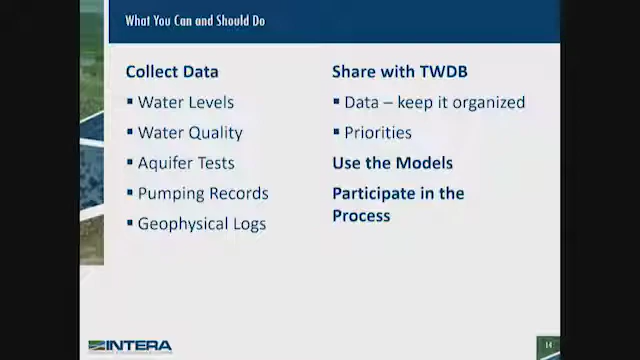 What You Can and Should Do
Collect Data
▪ Water Levels
▪ Water Quality
▪ Aquifer Tests
▪ Pumping Records
▪ Geophysical Logs
Share with TWDB
▪ Data – keep it organized
▪ Priorities
Use the Models
Participate in the
Process
INTERA
14